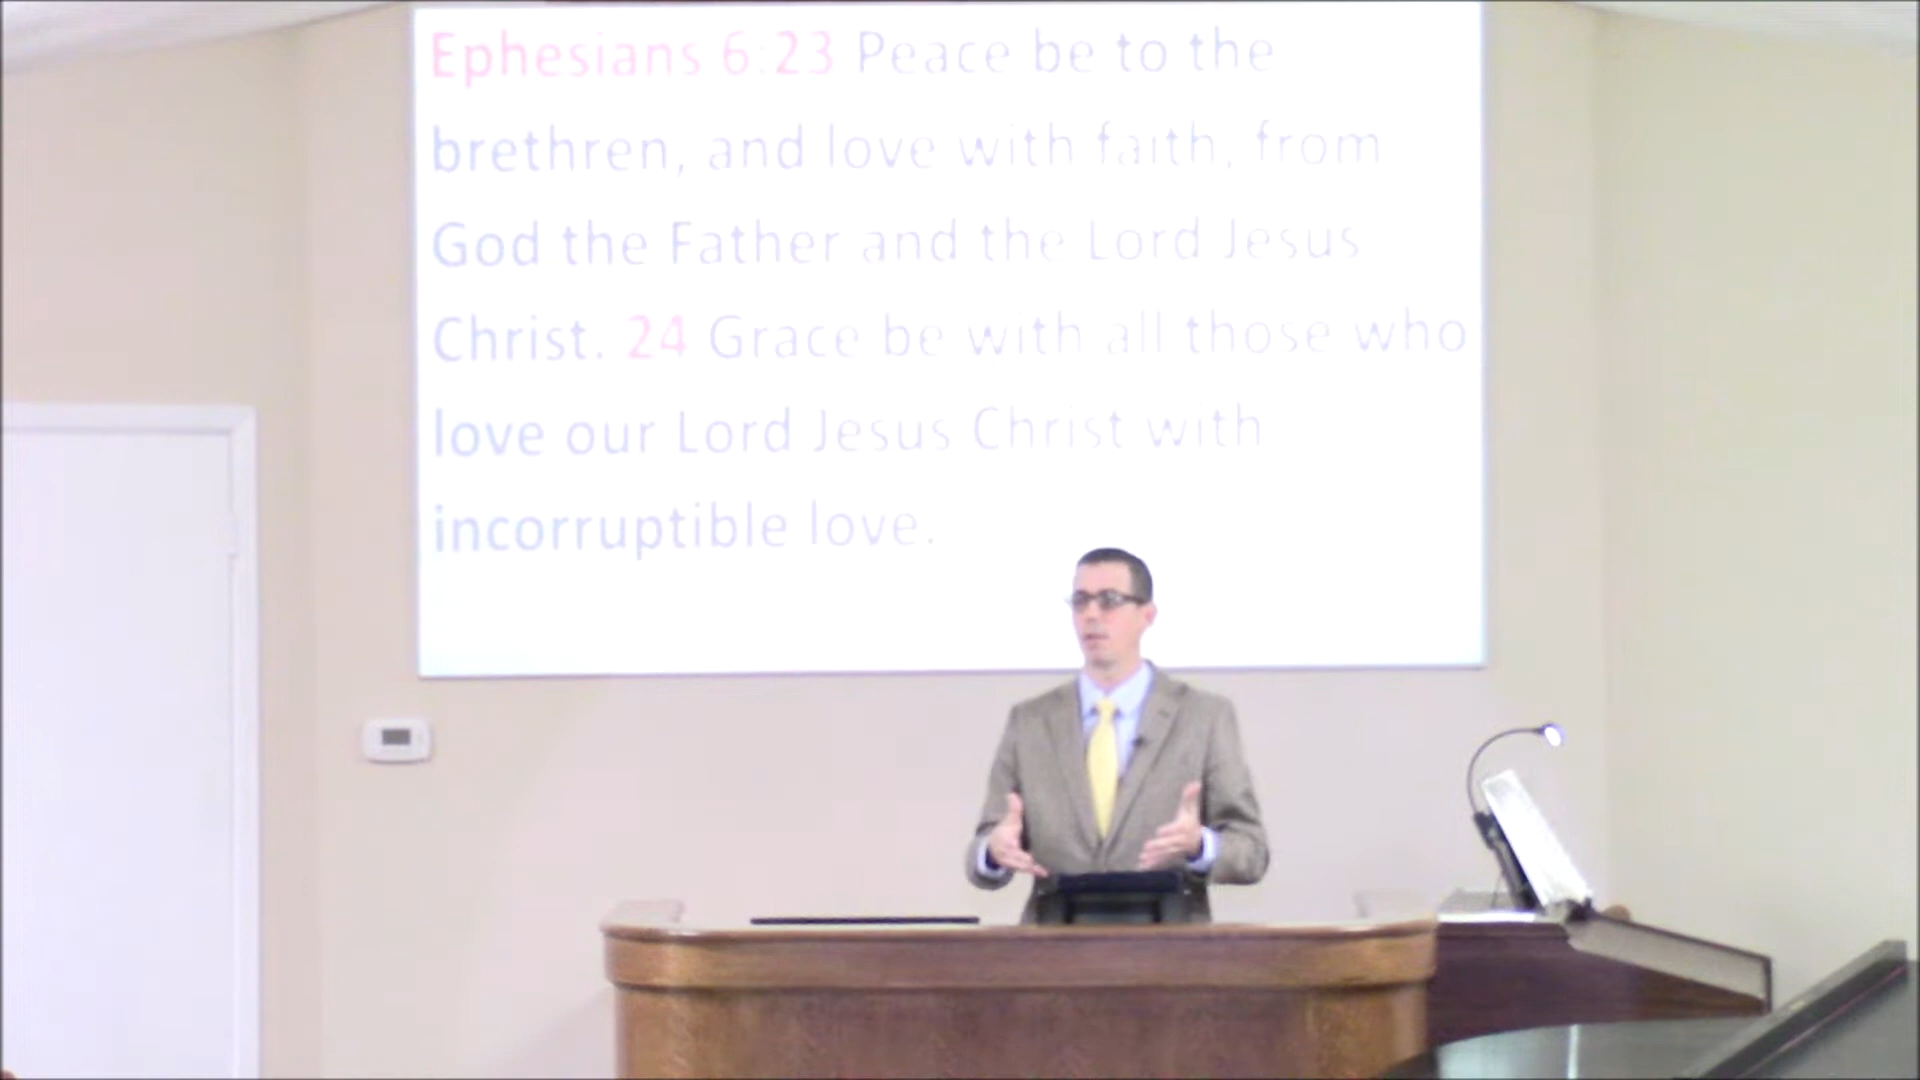 Ephesians 6:23 Peace be to the
brethren, and love with faith, from
God the Father and the Lord Jesus
Christ. 24 Grace be with all those who
love our Lord Jesus Christ with
incorruptible love.